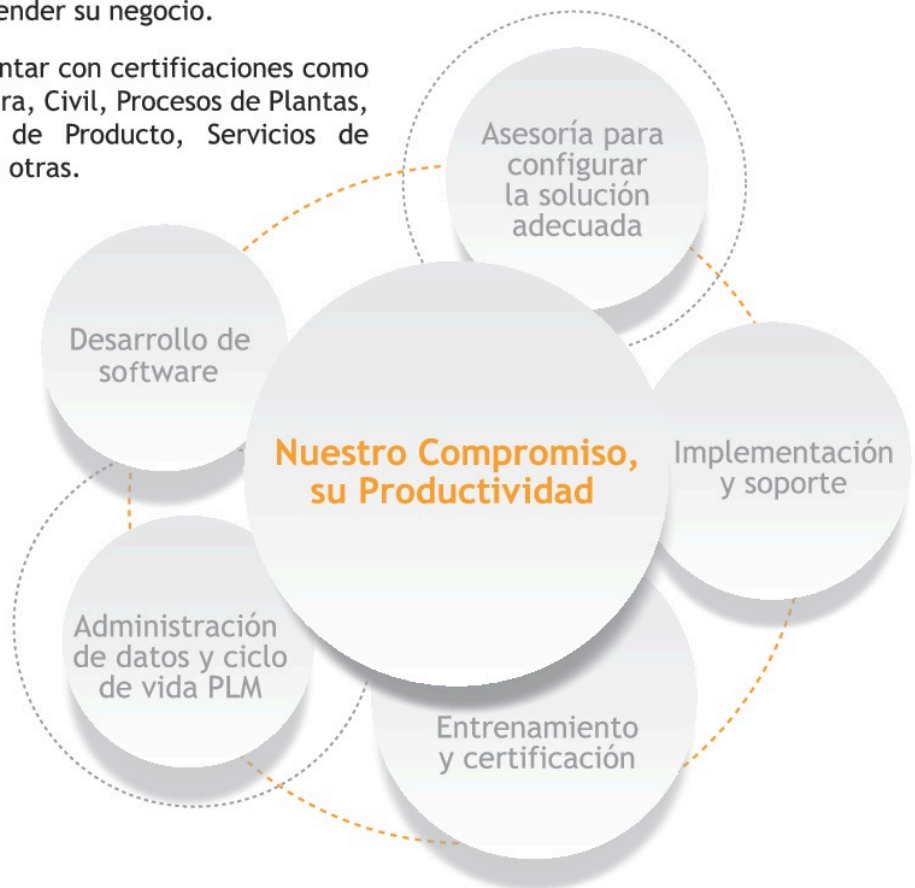 ender su negocio.
ntar con certificaciones como
ra, Civil, Procesos de Plantas,
de Producto, Servicios de
otras.
Asesoría para
configurar
la solución
adecuada
Desarrollo de
software
Nuestro Compromiso,
su Productividad
Implementación
y soporte
Administración
de datos y ciclo
de vida PLM
Entrenamiento
y certificación